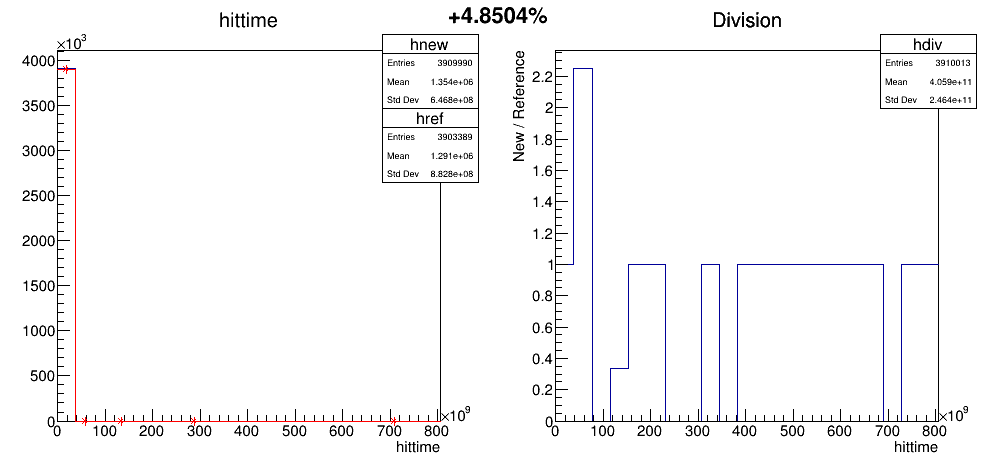 +4.8504%
hittime
×10³
4000
3500
3000
2500
2000
1500
1000
500
0
0 100 200 300 400 500 600 700 800
×10⁹
hittime
hnew
Entries 3909990
Mean 1.354e+06
Std Dev 6.468e+08
href
Entries 3903389
Mean 1.291e+06
Std Dev 8.828e+08
Division
New / Reference
2.2
2
1.8
1.6
1.4
1.2
1
0.8
0.6
0.4
0.2
0
0 100 200 300 400 500 600 700 800
×10⁹
hittime
hdiv
Entries 3910013
Mean 4.059e+11
Std Dev 2.464e+11